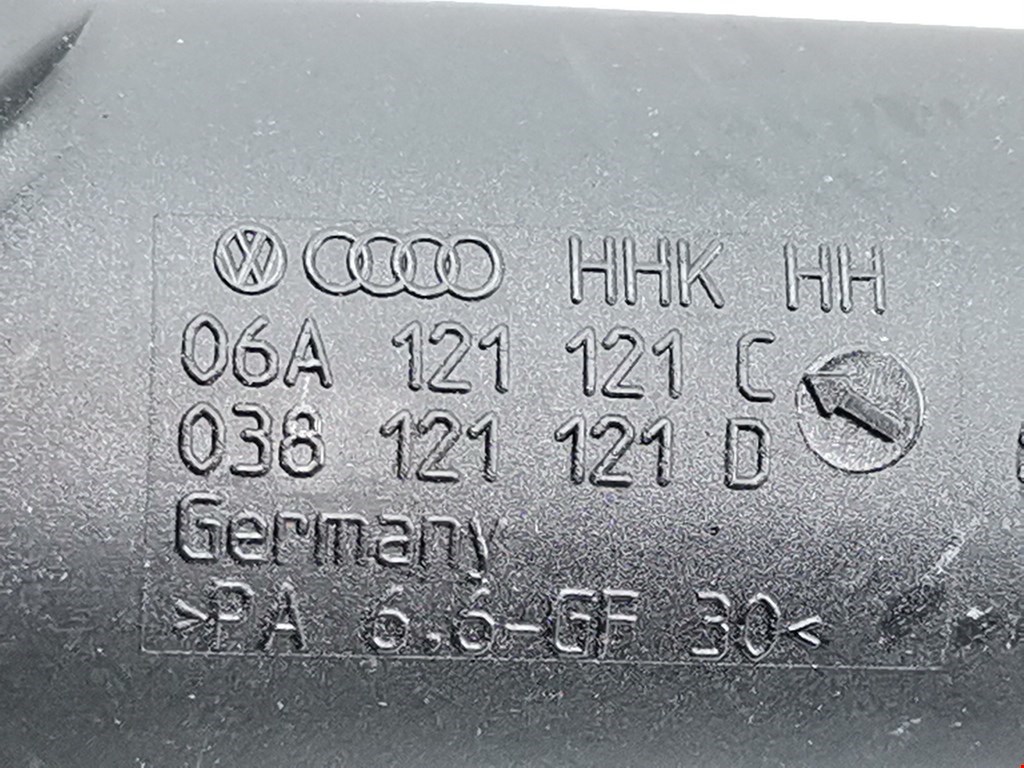 HHK HH
06A 121 121 C
038 121 121 D
Germany
>PA 6.6-GF 30<